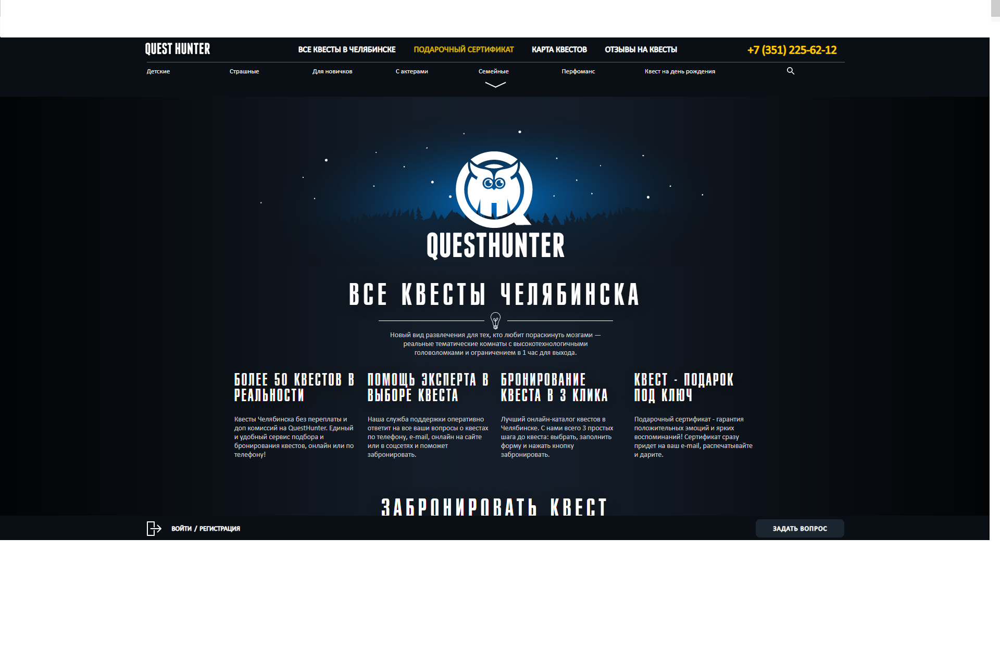 QUEST HUNTER
ВСЕ КВЕСТЫ В ЧЕЛЯБИНСКЕ
ПОДАРОЧНЫЙ СЕРТИФИКАТ
КАРТА КВЕСТОВ
ОТЗЫВЫ НА КВЕСТЫ
+7 (351) 225-62-12
Детские
Страшные
Для новичков
С актерами
Семейные
Перфоманс
Квест на день рождения
QUESTHUNTER
ВСЕ КВЕСТЫ ЧЕЛЯБИНСКА
Новый вид развлечения для тех, кто любит пораскинуть мозгами —
реальные тематические комнаты с высокотехнологичными
головоломками и ограничением в 1 час для выхода.
БОЛЕЕ 50 КВЕСТОВ В
РЕАЛЬНОСТИ
Квесты Челябинска без переплаты и
доп комиссий на QuestHunter. Единый
и удобный сервис подбора и
бронирования квестов, онлайн или по
телефону!
ПОМОЩЬ ЭКСПЕРТА В
ВЫБОРЕ КВЕСТА
Наша служба поддержки оперативно
ответит на все ваши вопросы о квестах
по телефону, e-mail, онлайн на сайте
или в соцсетях и поможет
забронировать.
БРОНИРОВАНИЕ
КВЕСТА В 3 КЛИКА
Лучший онлайн-каталог квестов в
Челябинске. С нами всего 3 простых
шага до квеста: выбрать, заполнить
форму и нажать кнопку
забронировать.
КВЕСТ - ПОДАРОК
ПОД КЛЮЧ
Подарочный сертификат - гарантия
положительных эмоций и ярких
воспоминаний! Сертификат сразу
придет на ваш e-mail, распечатывайте
и дарите.
ЗАБРОНИРОВАТЬ КВЕСТ
ВОЙТИ / РЕГИСТРАЦИЯ
ЗАДАТЬ ВОПРОС